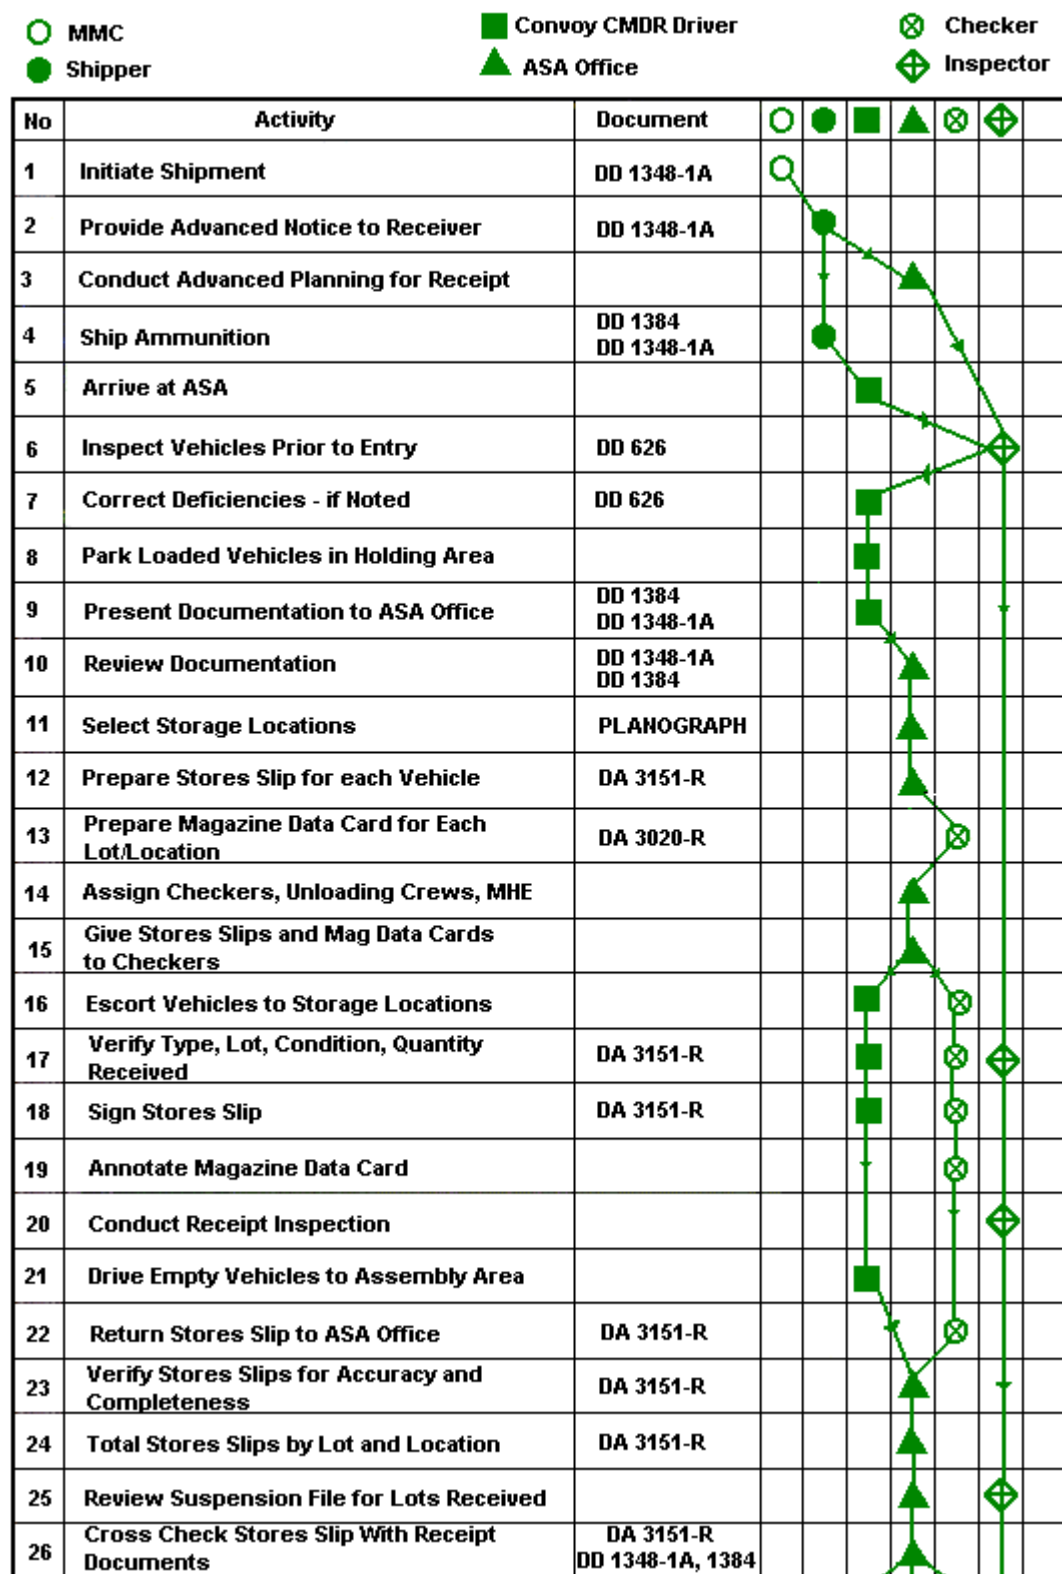 MMC
Convoy CMDR Driver
Checker
Shipper
ASA Office
Inspector
No Activity Document
1 Initiate Shipment DD 1348-1A
2 Provide Advanced Notice to Receiver DD 1348-1A
3 Conduct Advanced Planning for Receipt
4 Ship Ammunition DD 1384
DD 1348-1A
5 Arrive at ASA
6 Inspect Vehicles Prior to Entry DD 626
7 Correct Deficiencies - if Noted DD 626
8 Park Loaded Vehicles in Holding Area
9 Present Documentation to ASA Office DD 1384
DD 1348-1A
10 Review Documentation DD 1348-1A
DD 1384
11 Select Storage Locations PLANOGRAPH
12 Prepare Stores Slip for each Vehicle DA 3151-R
13 Prepare Magazine Data Card for Each
Lot/Location DA 3020-R
14 Assign Checkers, Unloading Crews, MHE
15 Give Stores Slips and Mag Data Cards
to Checkers
16 Escort Vehicles to Storage Locations
17 Verify Type, Lot, Condition, Quantity
Received DA 3151-R
18 Sign Stores Slip DA 3151-R
19 Annotate Magazine Data Card
20 Conduct Receipt Inspection
21 Drive Empty Vehicles to Assembly Area
22 Return Stores Slip to ASA Office DA 3151-R
23 Verify Stores Slips for Accuracy and
Completeness DA 3151-R
24 Total Stores Slips by Lot and Location DA 3151-R
25 Review Suspension File for Lots Received
26 Cross Check Stores Slip With Receipt
Documents DA 3151-R
DD 1348-1A, 1384